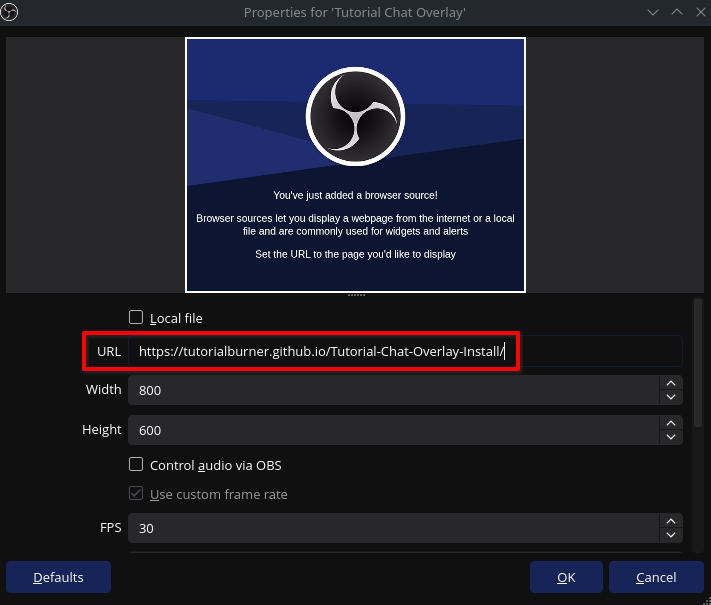 Properties for 'Tutorial Chat Overlay'
You've just added a browser source!
Browser sources let you display a webpage from the internet or a local
file and are commonly used for widgets and alerts
Set the URL to the page you'd like to display
Local file
URL https://tutorialburner.github.io/Tutorial-Chat-Overlay-Install/
Width 800
Height 600
Control audio via OBS
Use custom frame rate
FPS 30
Defaults OK Cancel